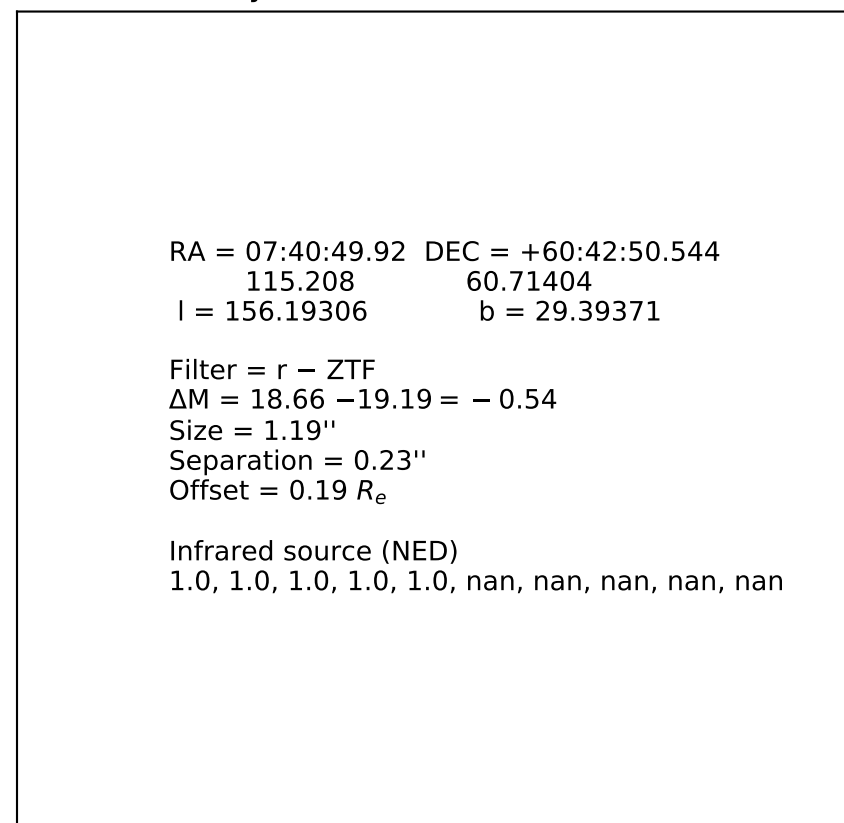 RA = 07:40:49.92  DEC = +60:42:50.544
115.208  60.71404
l = 156.19306  b = 29.39371
Filter = r − ZTF
ΔM = 18.66 −19.19 = − 0.54
Size = 1.19''
Separation = 0.23''
Offset = 0.19 Re
Infrared source (NED)
1.0, 1.0, 1.0, 1.0, 1.0, nan, nan, nan, nan, nan